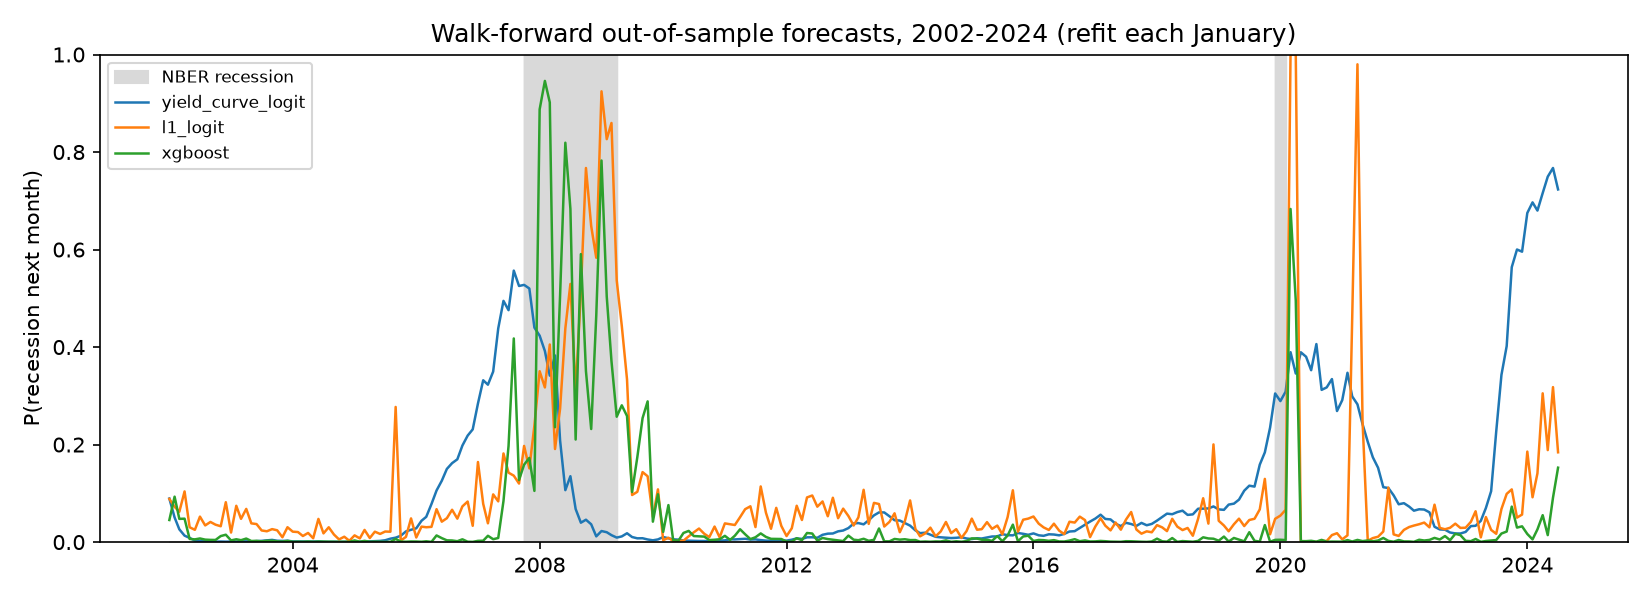 Walk-forward out-of-sample forecasts, 2002-2024 (refit each January)
P(recession next month)
1.0
0.8
0.6
0.4
0.2
0.0
NBER recession
yield_curve_logit
l1_logit
xgboost
2004 2008 2012 2016 2020 2024